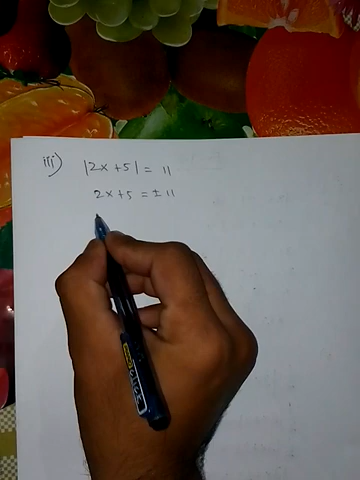 iii) |2x+5| = 11
2x+5 = ±11